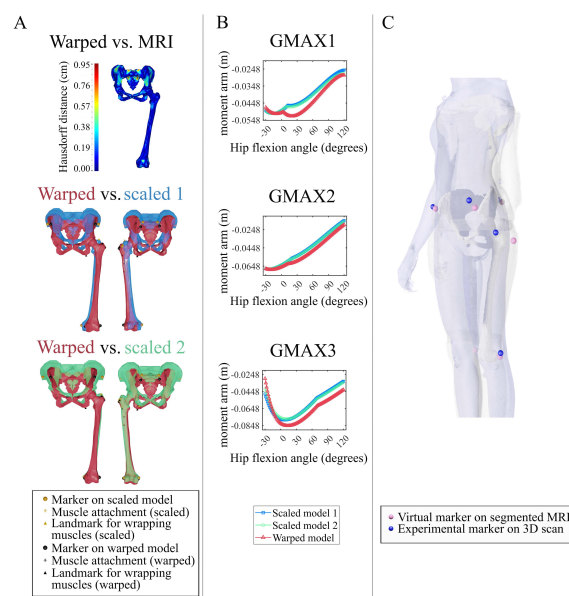 A
B
C
Warped vs. MRI
Hausdorff distance (cm)
0.95
0.76
0.57
0.38
0.19
0.00
Warped vs. scaled 1
Warped vs. scaled 2
Marker on scaled model
Muscle attachment (scaled)
Landmark for wrapping
muscles (scaled)
Marker on warped model
Muscle attachment (warped)
Landmark for wrapping
muscles (warped)
GMAX1
moment arm (m)
-0.0248
-0.0348
-0.0448
-0.0548
-30 0 30 60 90 120
Hip flexion angle (degrees)
GMAX2
moment arm (m)
-0.0248
-0.0448
-0.0648
-30 0 30 60 90 120
Hip flexion angle (degrees)
GMAX3
moment arm (m)
-0.0248
-0.0448
-0.0648
-0.0848
-30 0 30 60 90 120
Hip flexion angle (degrees)
Scaled model 1
Scaled model 2
Warped model
Virtual marker on segmented MRI
Experimental marker on 3D scan